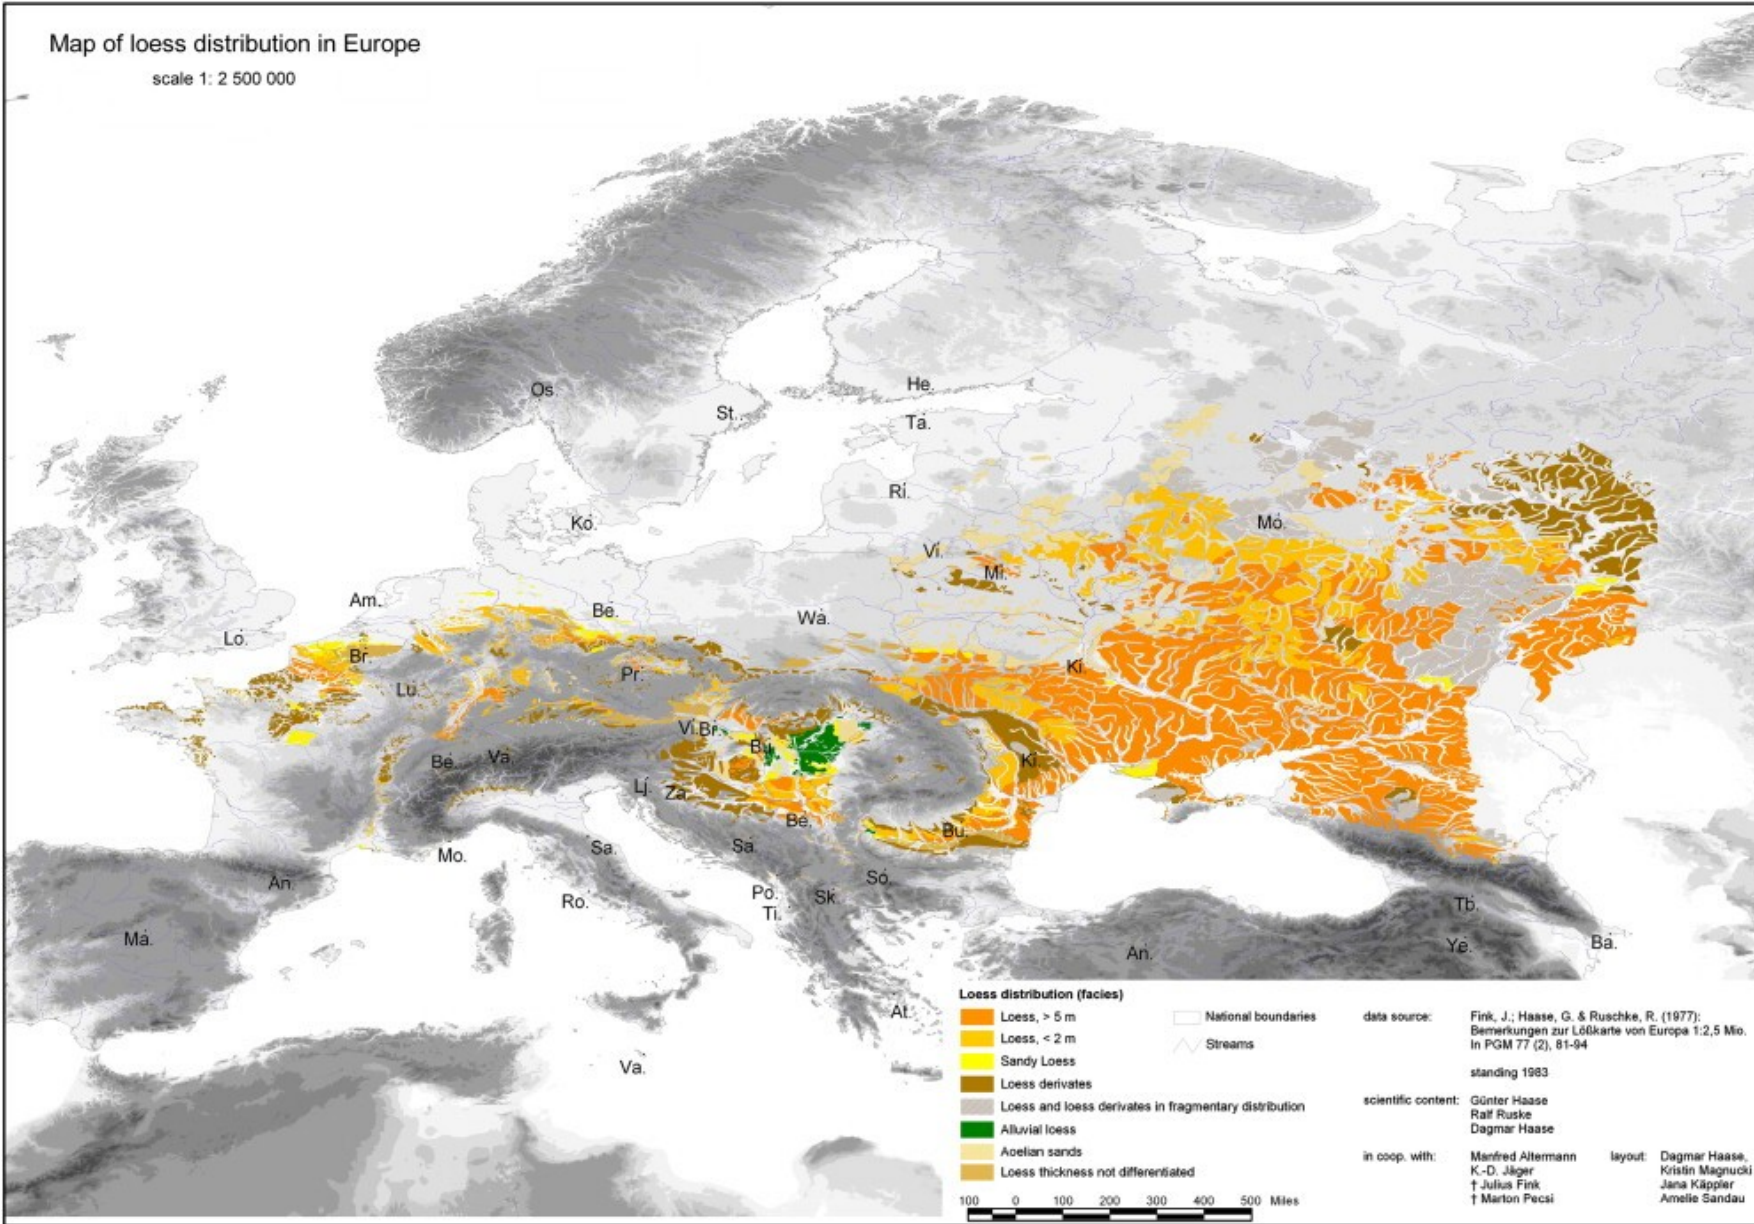 Map of loess distribution in Europe
scale 1: 2 500 000
Os.
He.
St.
Ta.
Ri.
Ko.
Mo.
Vi.
Mi.
Am.
Be.
Wa.
Lo.
Br.
Ki.
Pr.
Lu.
Vi. Br.
Bu.
Be.
Va.
Ki.
Lj.
Za.
Be.
Bu.
Mo.
Sa.
Sa.
An.
So.
Po.
Sk.
Ro.
Ti.
Tb.
Ma.
An.
Ye.
Ba.
At.
Va.
Loess distribution (facies)
Loess, > 5 m
Loess, < 2 m
Sandy Loess
Loess derivates
Loess and loess derivates in fragmentary distribution
Alluvial loess
Aoelian sands
Loess thickness not differentiated
National boundaries
Streams
100 0 100 200 300 400 500 Miles
data source: Fink, J.; Haase, G. & Ruschke, R. (1977):
Bemerkungen zur Lößkarte von Europa 1:2,5 Mio.
In PGM 77 (2), 81-94
standing 1983
scientific content: Günter Haase
Ralf Ruske
Dagmar Haase
in coop. with: Manfred Altermann
K.-D. Jäger
† Julius Fink
† Marton Pecsi
layout: Dagmar Haase,
Kristin Magnucki
Jana Käppler
Amelie Sandau